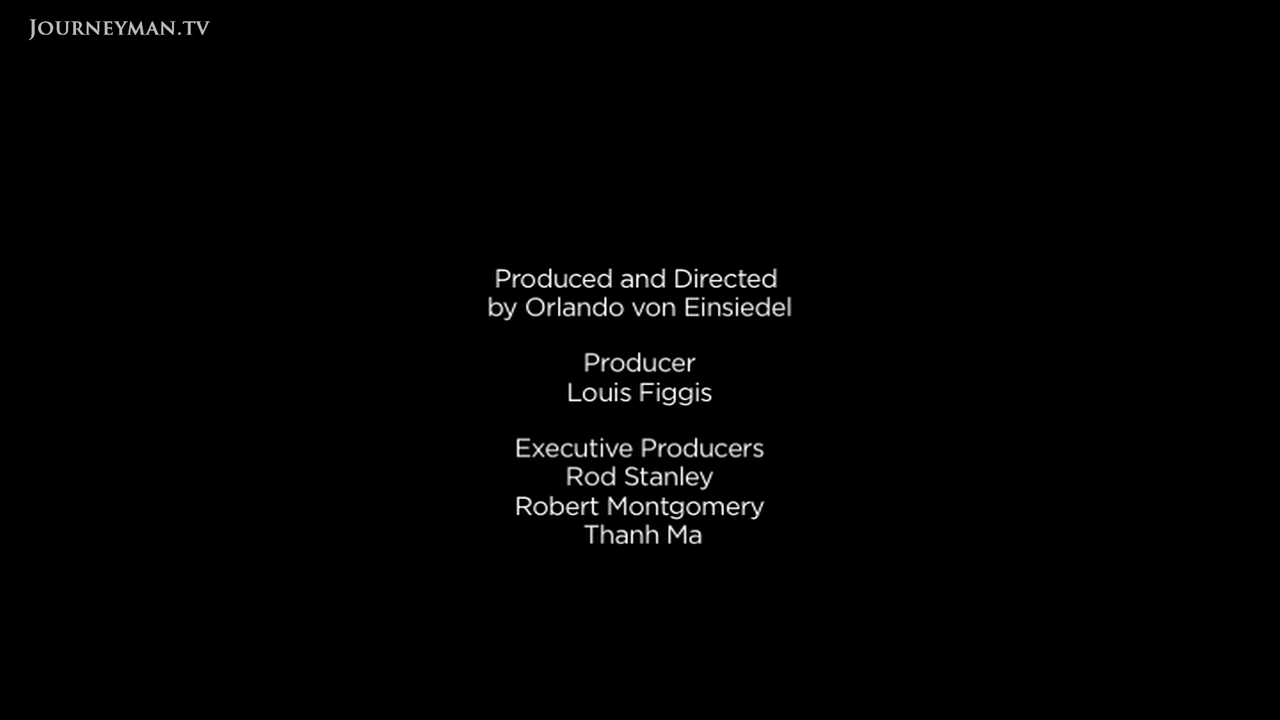 JOURNEYMAN.TV
Produced and Directed
by Orlando von Einsiedel
Producer
Louis Figgis
Executive Producers
Rod Stanley
Robert Montgomery
Thanh Ma